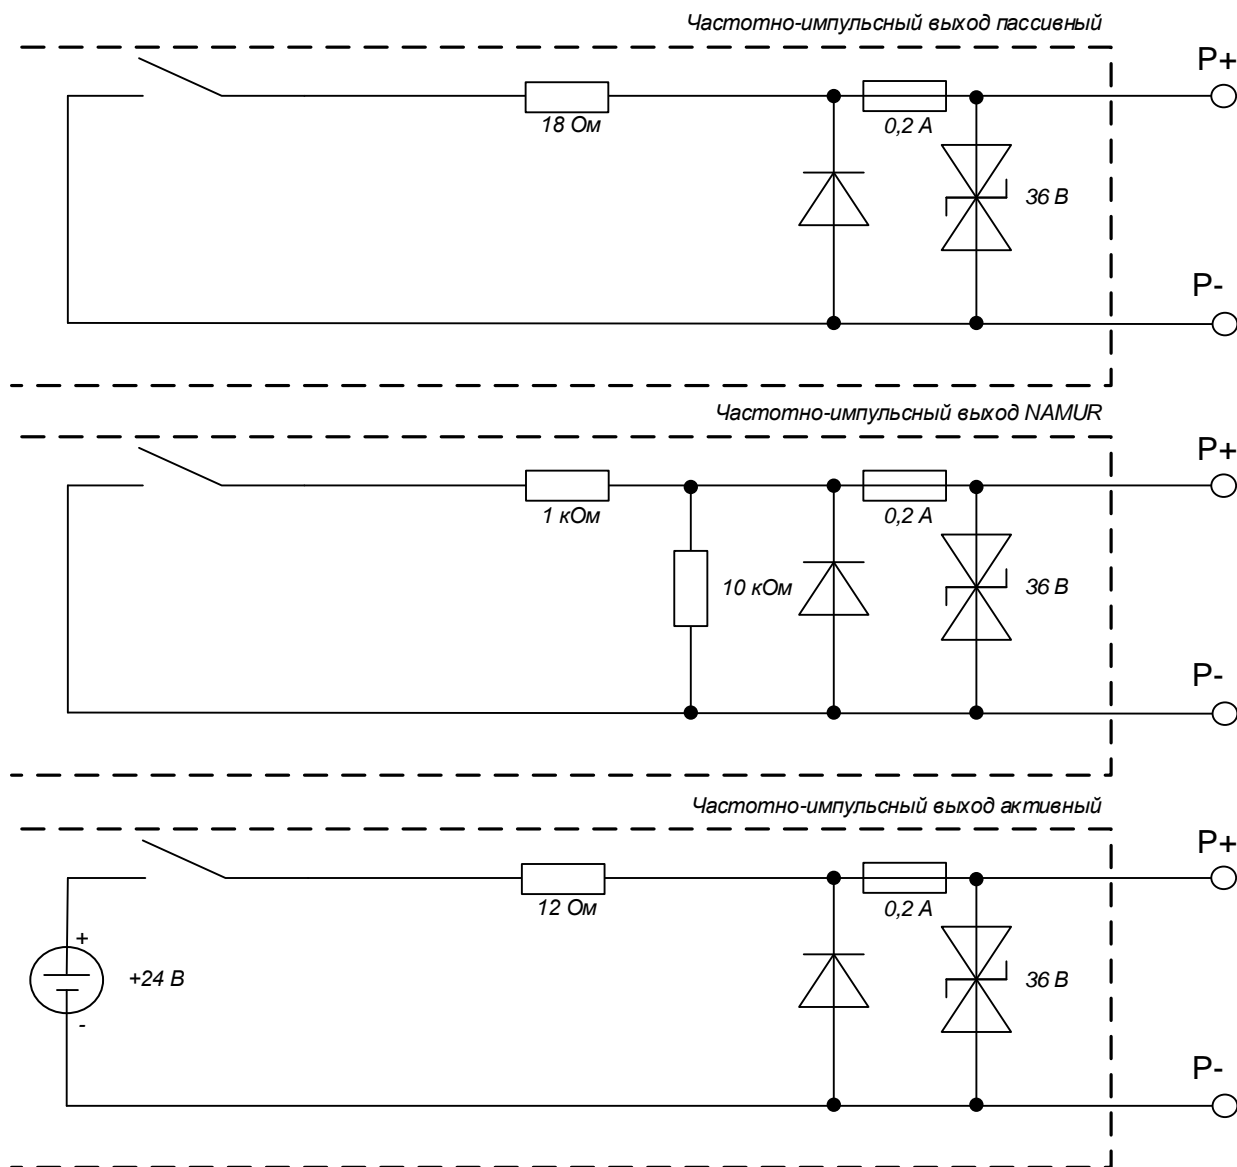 Частотно-импульсный выход пассивный
P+
18 Ом
0,2 А
36 В
P-
Частотно-импульсный выход NAMUR
P+
1 кОм
0,2 А
10 кОм
36 В
P-
Частотно-импульсный выход активный
P+
12 Ом
0,2 А
+
+24 В
36 В
-
P-